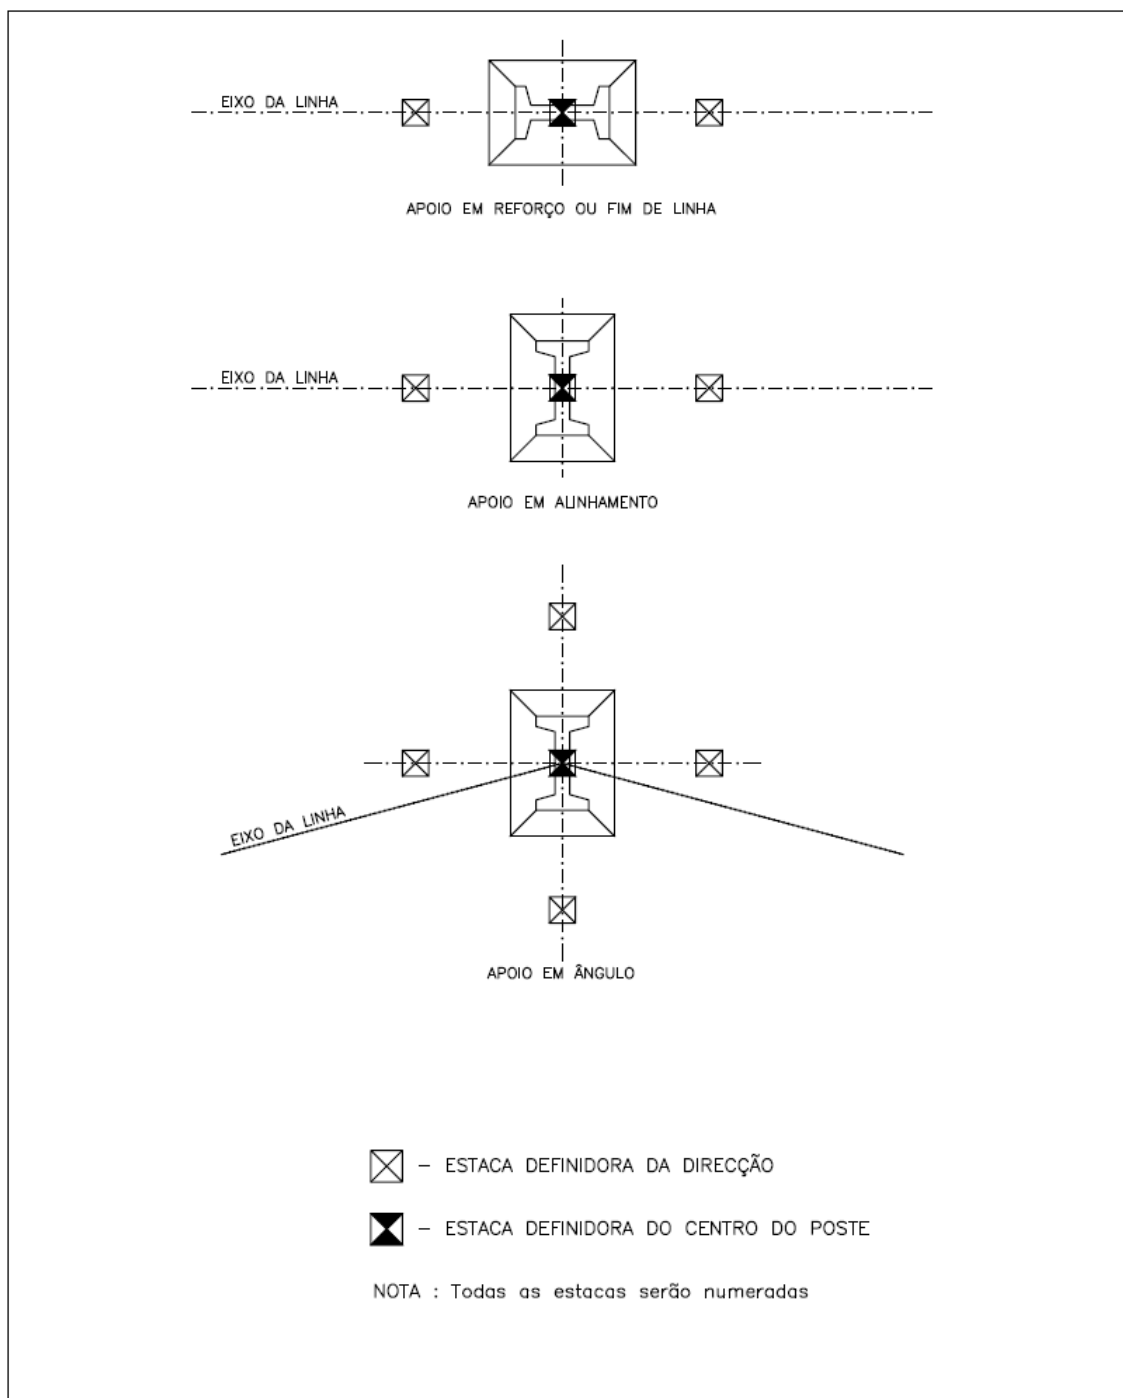 EIXO DA LINHA
APOIO EM REFORÇO OU FIM DE LINHA
EIXO DA LINHA
APOIO EM ALINHAMENTO
EIXO DA LINHA
APOIO EM ÂNGULO
– ESTACA DEFINIDORA DA DIRECÇÃO
– ESTACA DEFINIDORA DO CENTRO DO POSTE
NOTA : Todas as estacas serão numeradas